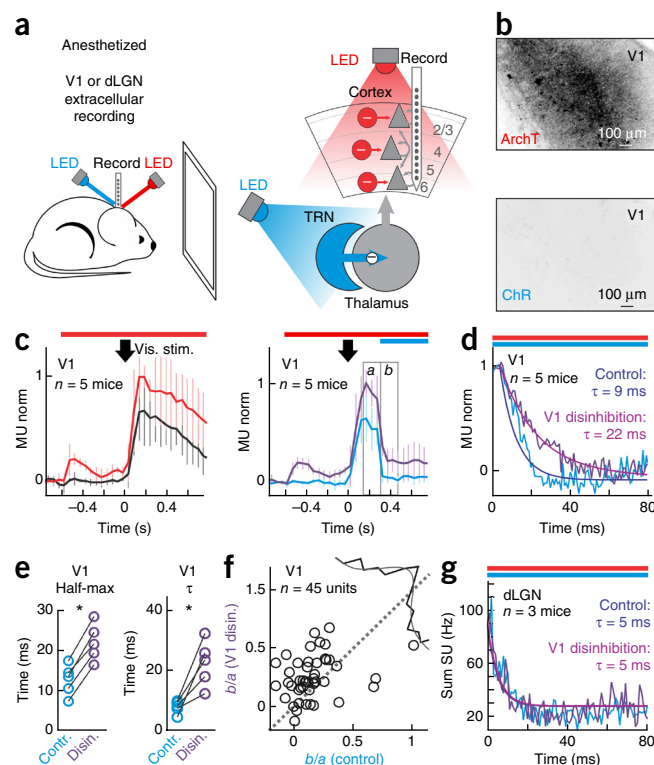 a
Anesthetized
V1 or dLGN
extracellular
recording
LED
Record
LED
LED
Record
Cortex
2/3
4
5
6
LED
TRN
Thalamus
b
V1
ArchT
100 µm
V1
ChR
100 µm
c
Vis. stim.
V1
n = 5 mice
MU norm
1
0
–0.4
0
0.4
Time (s)
V1
n = 5 mice
a
b
MU norm
1
0
–0.4
0
0.4
Time (s)
d
V1
n = 5 mice
Control:
τ = 9 ms
V1 disinhibition:
τ = 22 ms
MU norm
1
0
0
40
80
Time (ms)
e
V1
Half-max
*
Time (ms)
30
20
10
0
Contr.
Disin.
V1
τ
*
Time (ms)
40
20
0
Contr.
Disin.
f
V1
n = 45 units
b/a (V1 disin.)
1.5
0.5
0
0
0.5
1
b/a (control)
g
dLGN
n = 3 mice
Control:
τ = 5 ms
V1 disinhibition:
τ = 5 ms
Sum SU (Hz)
100
60
20
0
40
80
Time (ms)